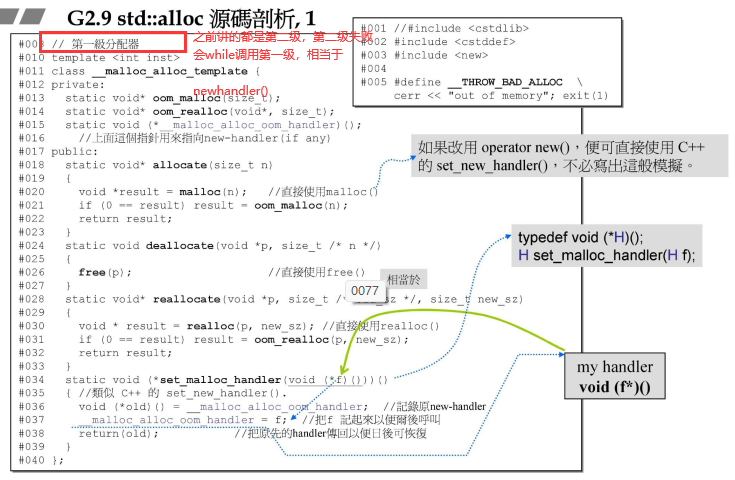 G2.9 std::alloc 源碼剖析, 1
#001 //#include <cstdlib>
#002 #include <cstddef>
#003 #include <new>
#004
#005 #define __THROW_BAD_ALLOC \
cerr << "out of memory"; exit(1)
之前讲的都是第二级，第二级失败
会while调用第一级，相当于
newhandler()
#008 // 第一級分配器
#010 template <int inst>
#011 class __malloc_alloc_template {
#012 private:
#013 static void* oom_malloc(size_t);
#014 static void* oom_realloc(void*, size_t);
#015 static void (*__malloc_alloc_oom_handler)();
#016 //上面這個指針用來指向new-handler(if any)
#017 public:
#018 static void* allocate(size_t n)
#019 {
#020 void *result = malloc(n); //直接使用malloc()
#021 if (0 == result) result = oom_malloc(n);
#022 return result;
#023 }
#024 static void deallocate(void *p, size_t /* n */)
#025 {
#026 free(p); //直接使用free()
#027 }
#028 static void* reallocate(void *p, size_t /* sz */, size_t new_sz)
#029 {
#030 void * result = realloc(p, new_sz); //直接使用realloc()
#031 if (0 == result) result = oom_realloc(p, new_sz);
#032 return result;
#033 }
#034 static void (*set_malloc_handler(void (*f)()))()
#035 { //類似 C++ 的 set_new_handler().
#036 void (*old)() = __malloc_alloc_oom_handler; //記錄原new-handler
#037 __malloc_alloc_oom_handler = f; //把f 記起來以便爾後呼叫
#038 return(old); //把原先的handler傳回以便日後可恢復
#039 }
#040 };
如果改用 operator new()，便可直接使用 C++
的 set_new_handler()，不必寫出這般模擬。
typedef void (*H)();
H set_malloc_handler(H f);
相當於
0077
my handler
void (f*)()